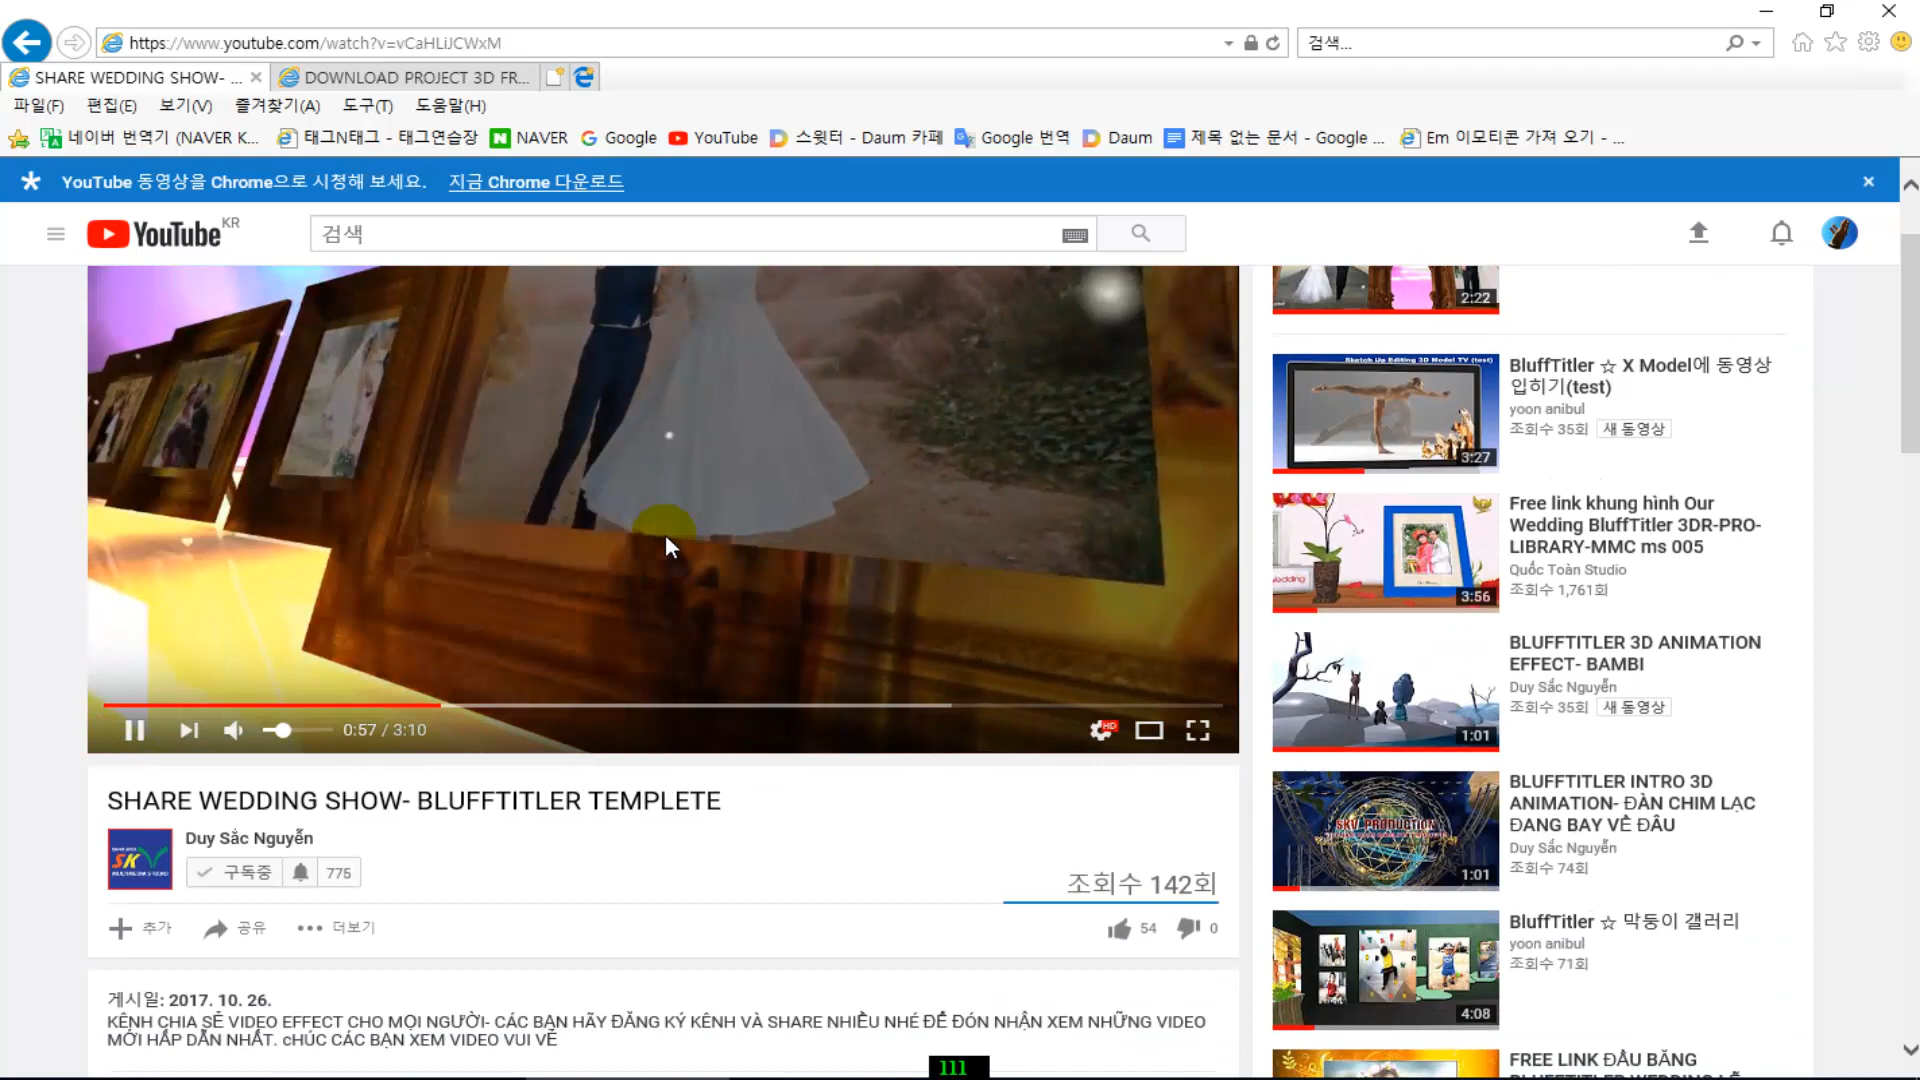 https://www.youtube.com/watch?v=vCaHLiJCWxM
검색...
SHARE WEDDING SHOW- ...
DOWNLOAD PROJECT 3D FR...
파일(F) 편집(E) 보기(V) 즐겨찾기(A) 도구(T) 도움말(H)
네이버 번역기 (NAVER K... 태그N태그 - 태그연습장 NAVER Google YouTube 스윗터 - Daum 카페 Google 번역 Daum 제목 없는 문서 - Google ... Em 이모티콘 가져 오기 - ...
YouTube 동영상을 Chrome으로 시청해 보세요. 지금 Chrome 다운로드
YouTube KR
검색
0:57 / 3:10
HD
SHARE WEDDING SHOW- BLUFFTITLER TEMPLETE
SKV
MULTIMEDIA STUDIO
Duy Sắc Nguyễn
구독중 775
조회수 142회
추가 공유 더보기
54 0
게시일: 2017. 10. 26.
KÊNH CHIA SẺ VIDEO EFFECT CHO MỌI NGƯỜI- CÁC BẠN HÃY ĐĂNG KÝ KÊNH VÀ SHARE NHIỀU NHÉ ĐỂ ĐÓN NHẬN XEM NHỮNG VIDEO
MỚI HẤP DẪN NHẤT. cHÚC CÁC BẠN XEM VIDEO VUI VẺ
111
2:22
Sketch Up Editing 3D Model TV (test)
3:27
BluffTitler ☆ X Model에 동영상
입히기(test)
yoon anibul
조회수 35회 새 동영상
3:56
Free link khung hình Our
Wedding BluffTitler 3DR-PRO-
LIBRARY-MMC ms 005
Quốc Toàn Studio
조회수 1,761회
1:01
BLUFFTITLER 3D ANIMATION
EFFECT- BAMBI
Duy Sắc Nguyễn
조회수 35회 새 동영상
SKV PRODUCTION
1:01
BLUFFTITLER INTRO 3D
ANIMATION- ĐÀN CHIM LẠC
ĐANG BAY VỀ ĐÂU
Duy Sắc Nguyễn
조회수 74회
4:08
BluffTitler ☆ 막둥이 갤러리
yoon anibul
조회수 71회
FREE LINK ĐẦU BĂNG